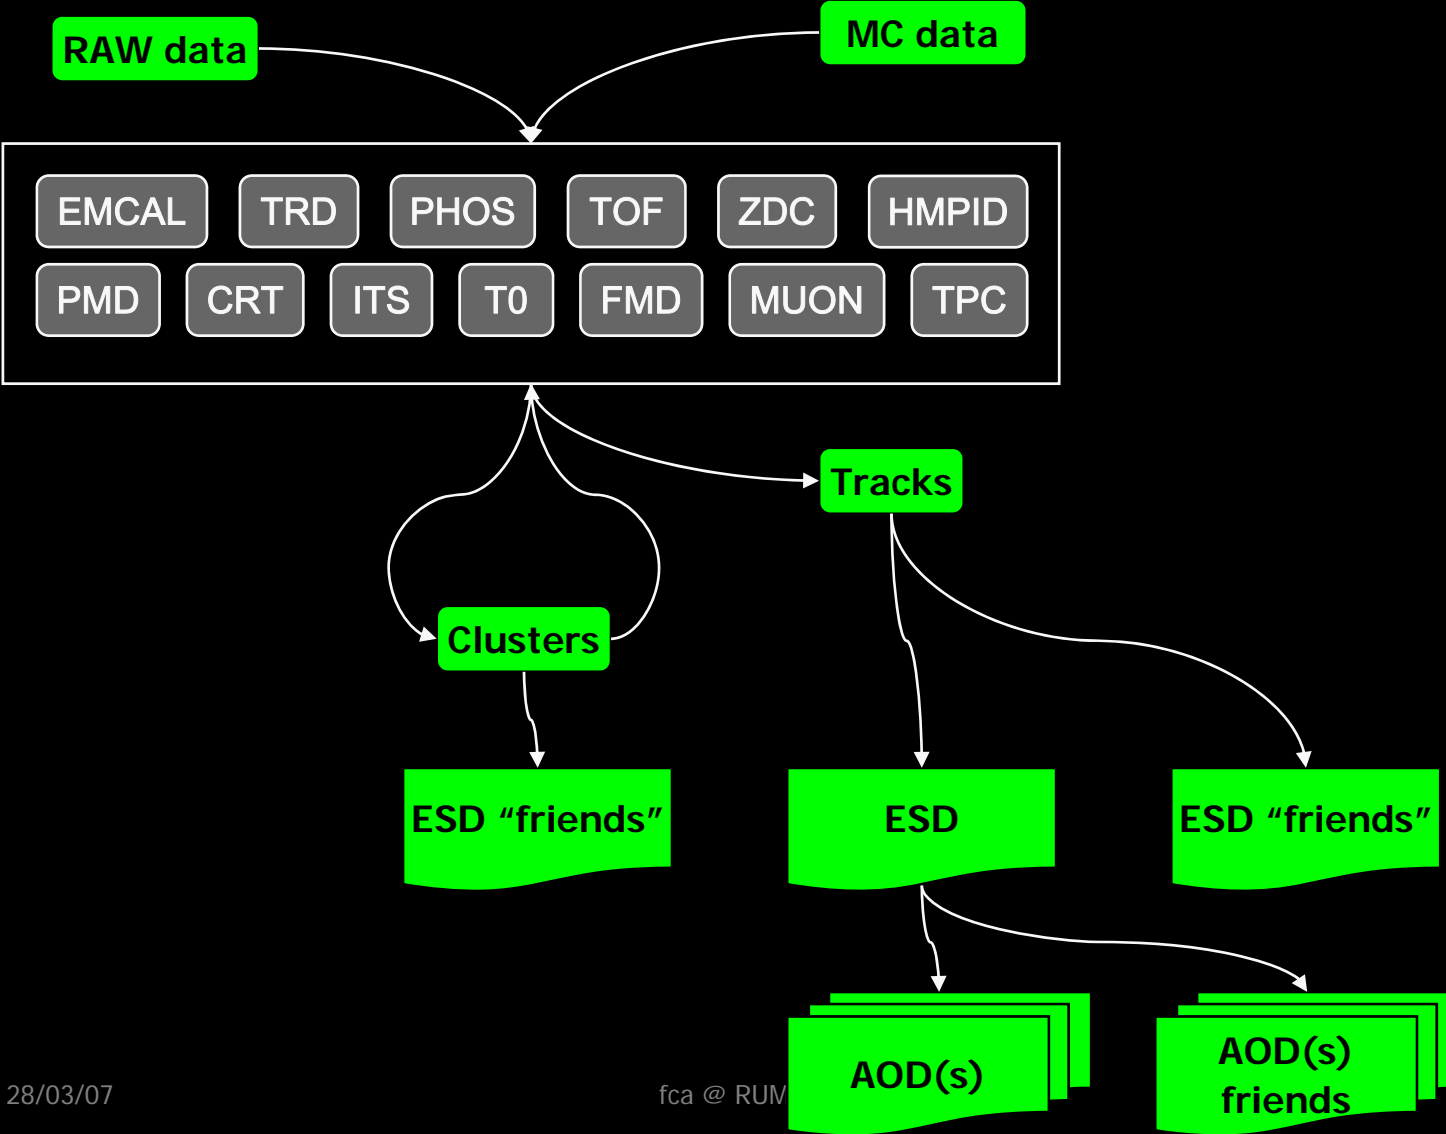 RAW data
MC data
EMCAL TRD PHOS TOF ZDC HMPID
PMD CRT ITS T0 FMD MUON TPC
Tracks
Clusters
ESD “friends” ESD ESD “friends”
AOD(s)
AOD(s)
friends
28/03/07 fca @